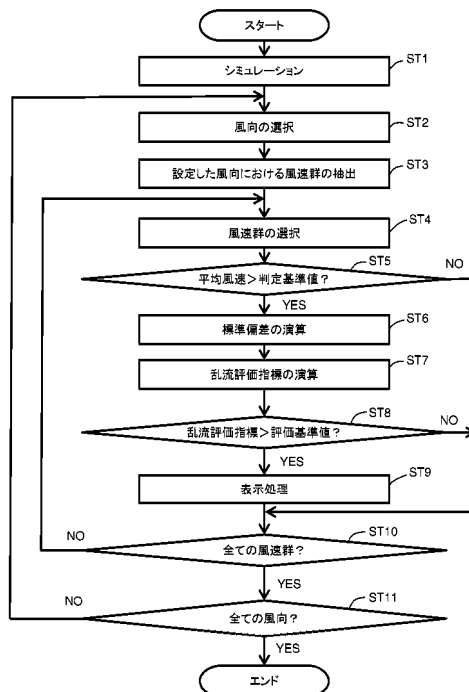 スタート
シミュレーション
ST1
風向の選択
ST2
設定した風向における風速群の抽出
ST3
風速群の選択
ST4
平均風速＞判定基準値？
ST5
NO
YES
標準偏差の演算
ST6
乱流評価指標の演算
ST7
乱流評価指標＞評価基準値？
ST8
NO
YES
表示処理
ST9
全ての風速群？
ST10
NO
YES
全ての風向？
ST11
NO
YES
エンド